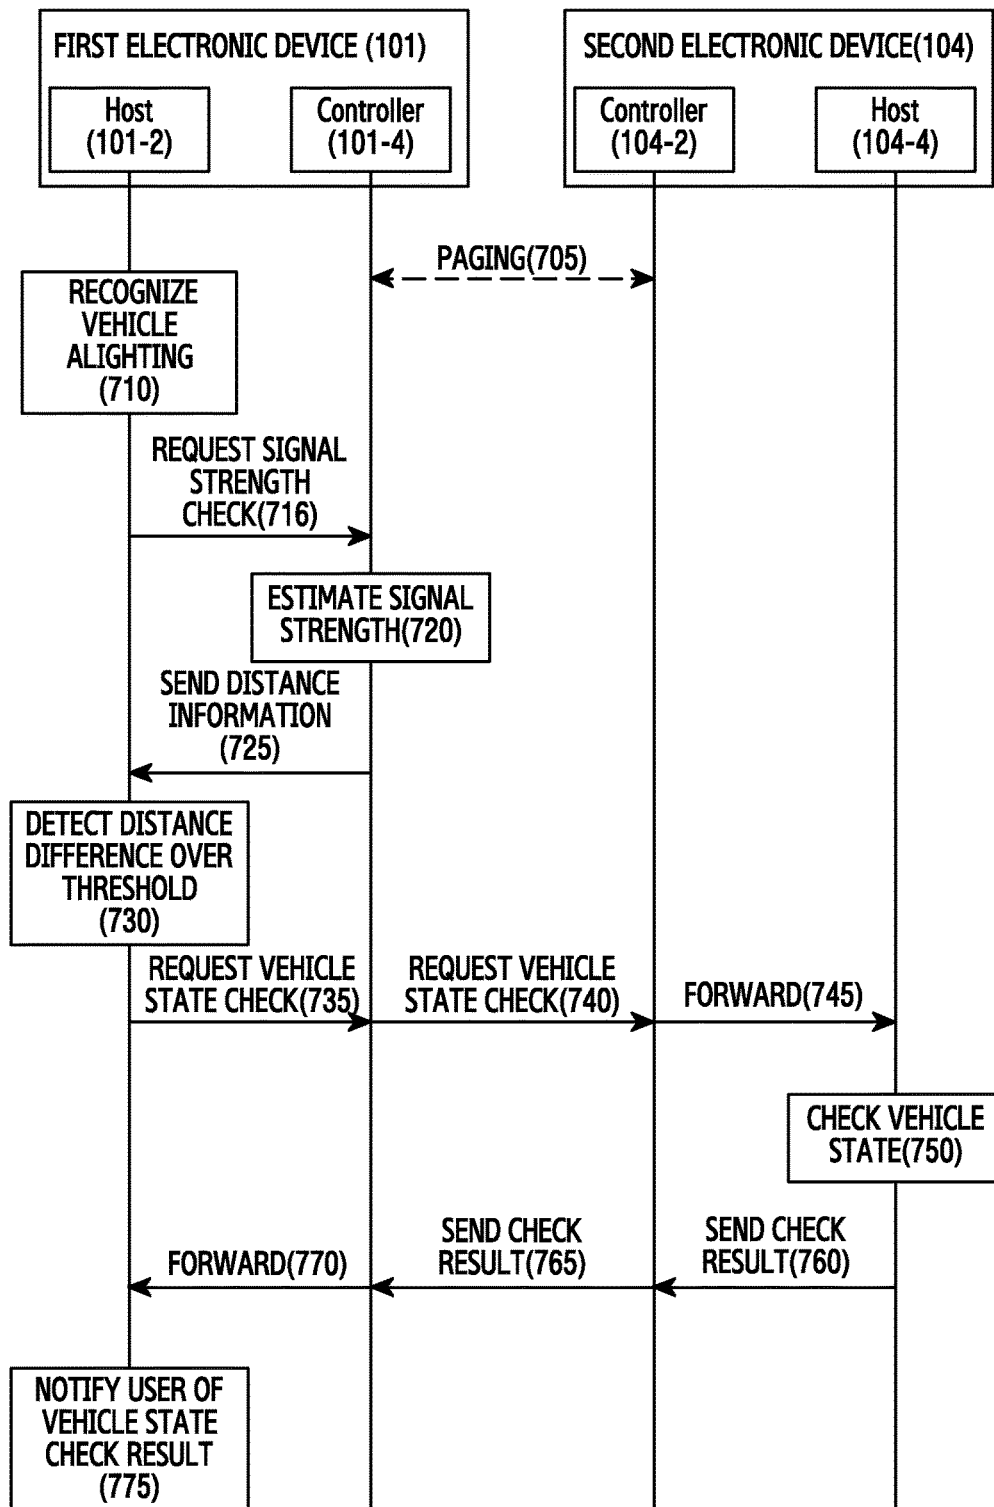 FIRST ELECTRONIC DEVICE (101)
SECOND ELECTRONIC DEVICE(104)
Host
(101-2)
Controller
(101-4)
Controller
(104-2)
Host
(104-4)
PAGING(705)
RECOGNIZE
VEHICLE
ALIGHTING
(710)
REQUEST SIGNAL
STRENGTH
CHECK(716)
ESTIMATE SIGNAL
STRENGTH(720)
SEND DISTANCE
INFORMATION
(725)
DETECT DISTANCE
DIFFERENCE OVER
THRESHOLD
(730)
REQUEST VEHICLE
STATE CHECK(735)
REQUEST VEHICLE
STATE CHECK(740)
FORWARD(745)
CHECK VEHICLE
STATE(750)
SEND CHECK
RESULT(760)
SEND CHECK
RESULT(765)
FORWARD(770)
NOTIFY USER OF
VEHICLE STATE
CHECK RESULT
(775)